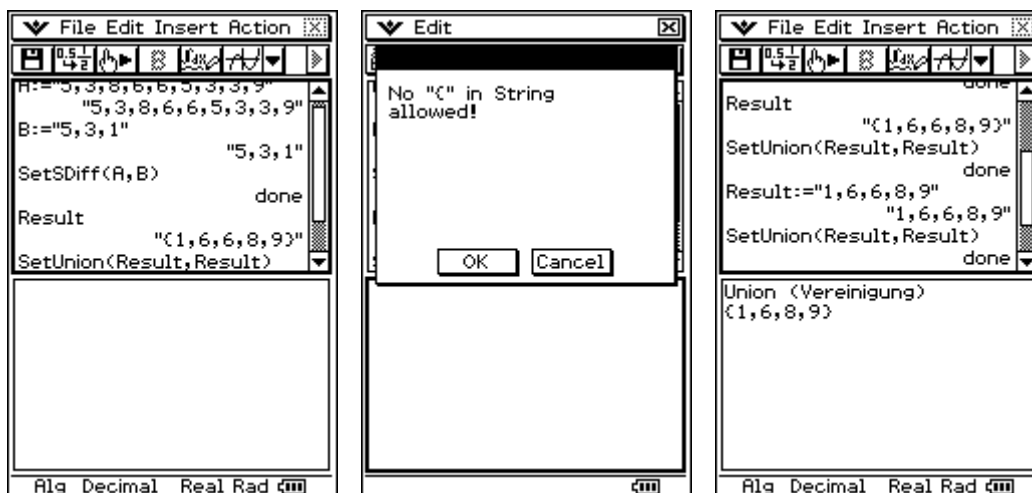 File Edit Insert Action
A:="5,3,8,6,6,5,3,3,9"
"5,3,8,6,6,5,3,3,9"
B:="5,3,1"
"5,3,1"
SetSDiff(A,B)
done
Result
"{1,6,6,8,9}"
SetUnion(Result,Result)
Alg Decimal Real Rad
Edit
No "{" in String
allowed!
OK Cancel
File Edit Insert Action
done
Result
"{1,6,6,8,9}"
SetUnion(Result,Result)
done
Result:="1,6,6,8,9"
"1,6,6,8,9"
SetUnion(Result,Result)
done
Union (Vereinigung)
{1,6,8,9}
Alg Decimal Real Rad